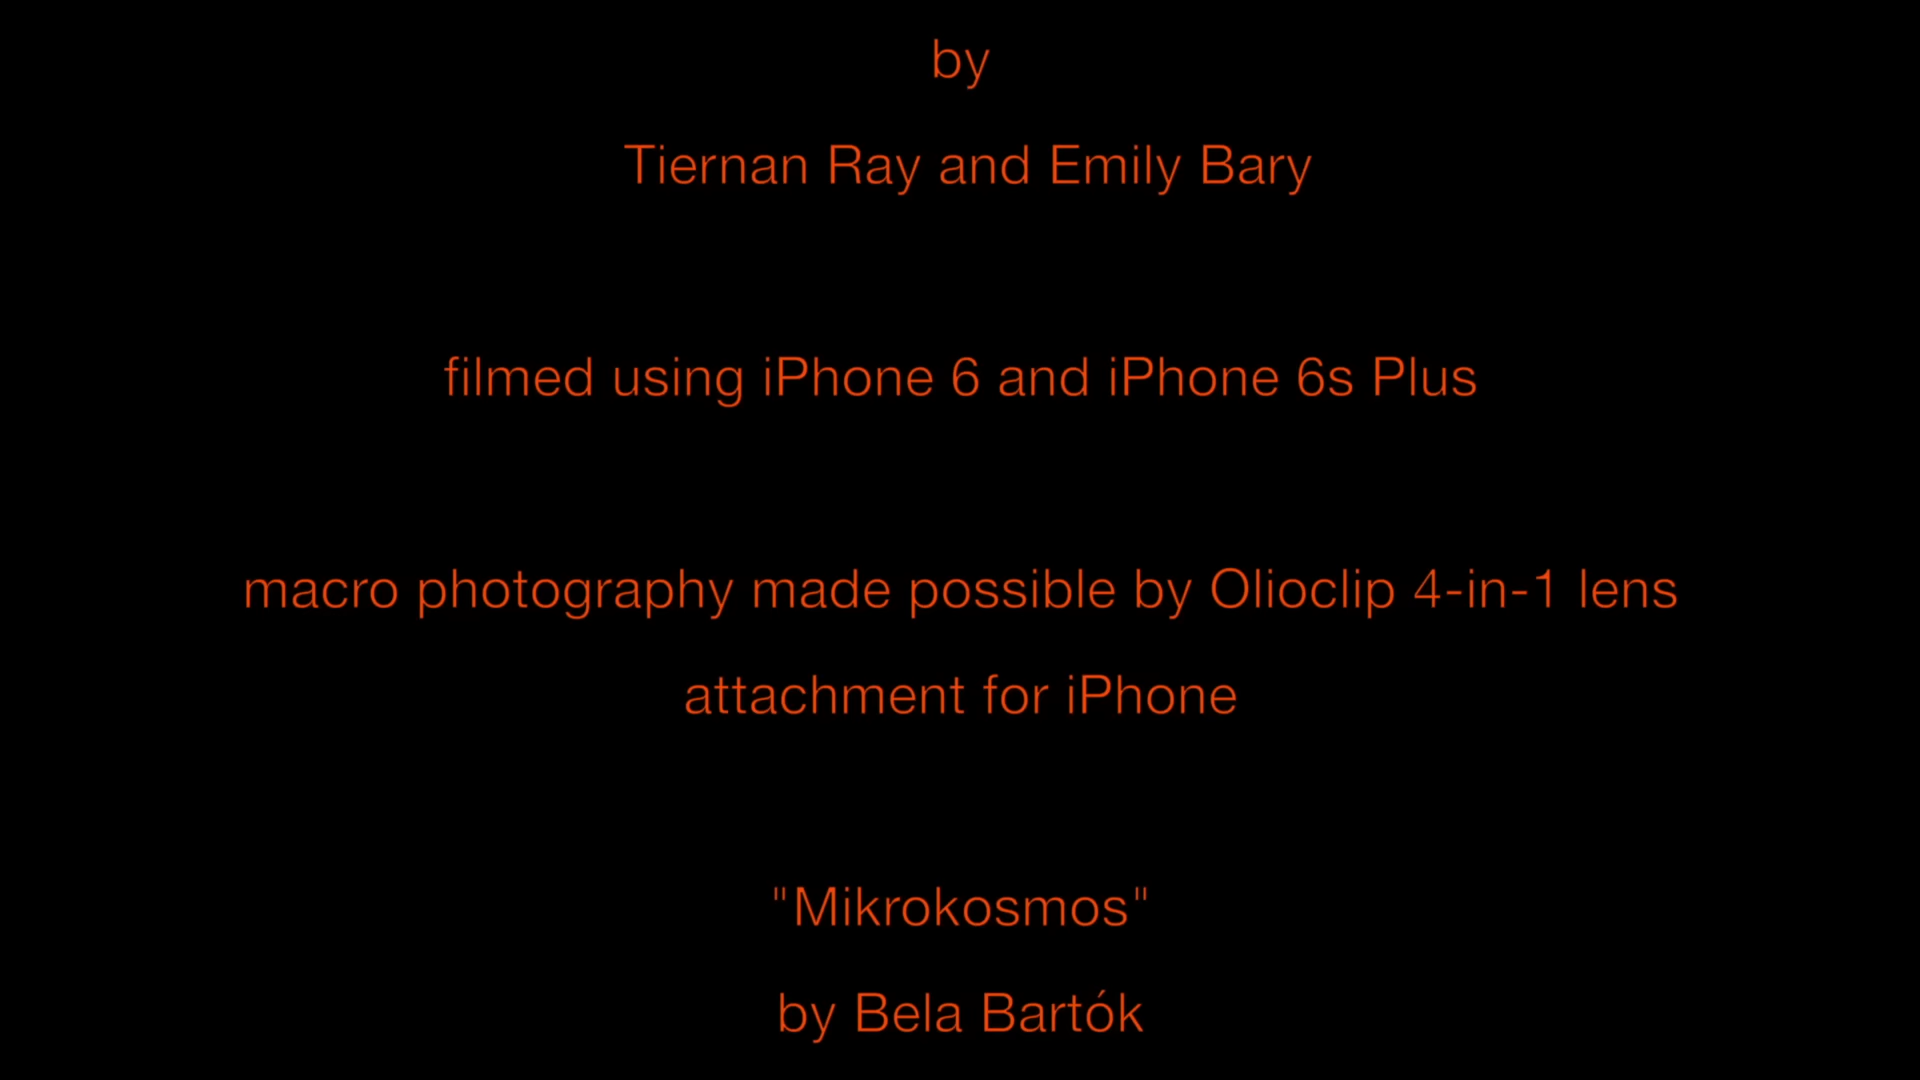 by
Tiernan Ray and Emily Bary
filmed using iPhone 6 and iPhone 6s Plus
macro photography made possible by Olioclip 4-in-1 lens
attachment for iPhone
"Mikrokosmos"
by Bela Bartók